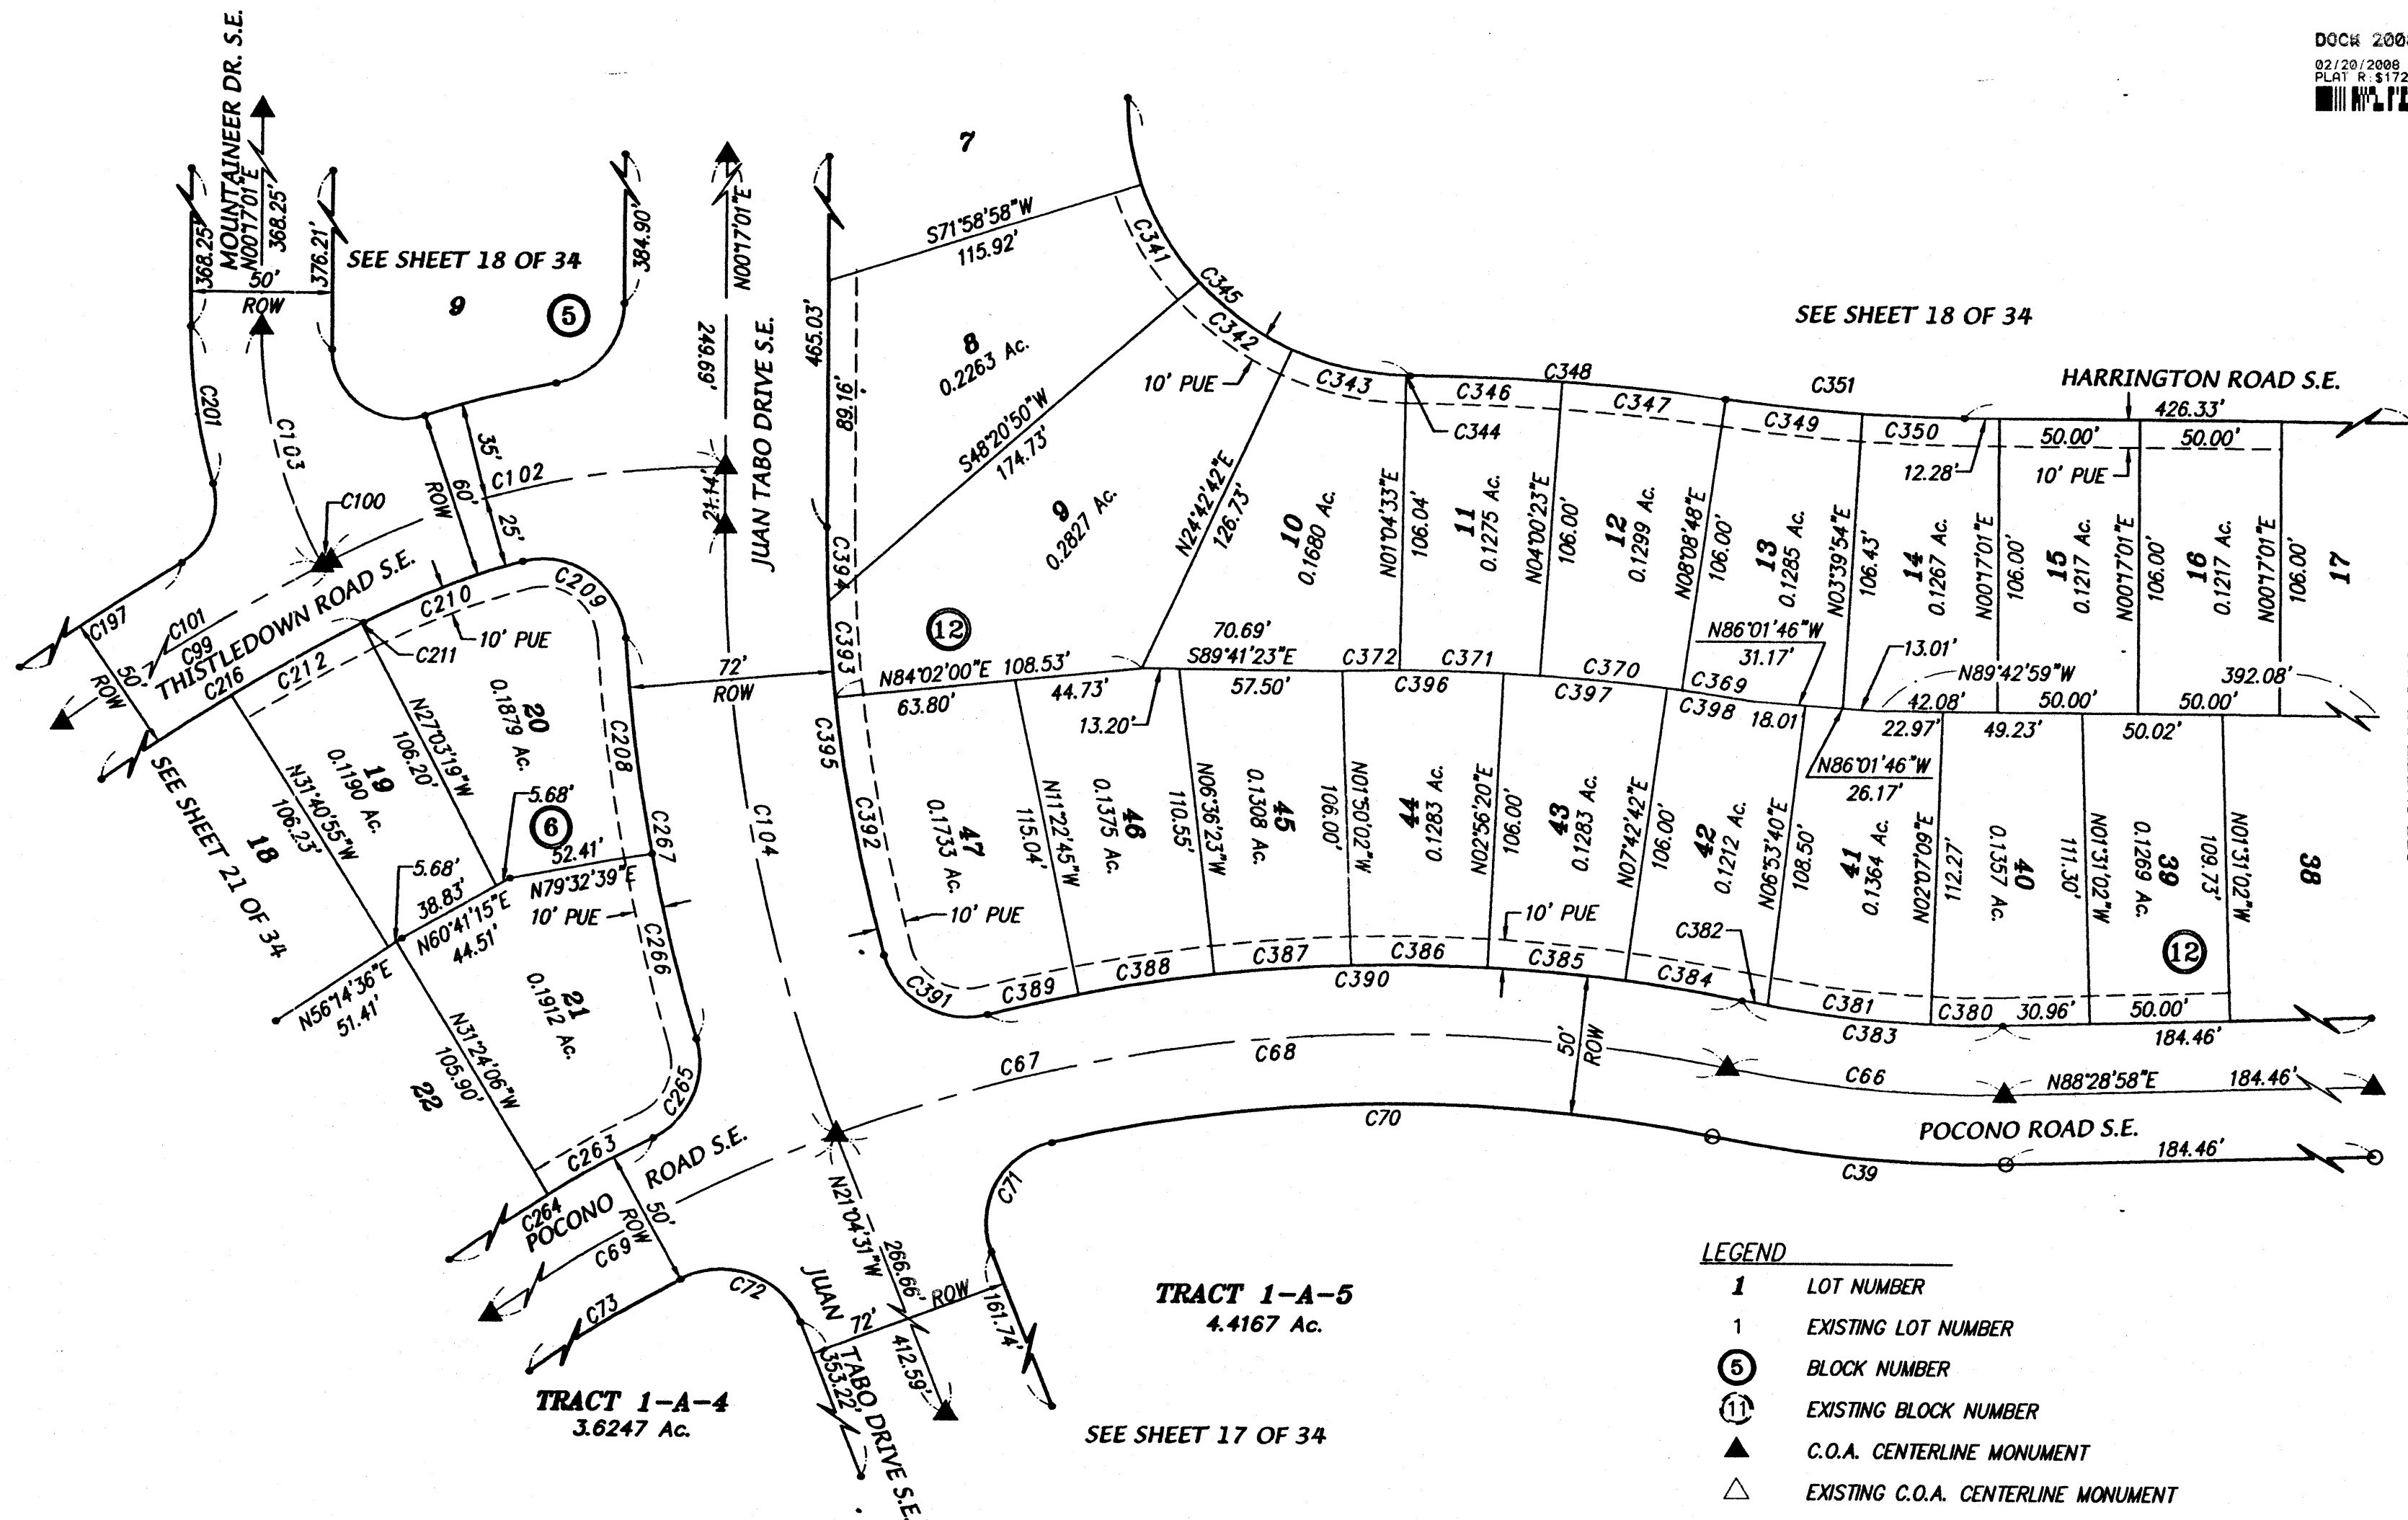 DOC# 200
02/20/2008
PLAT R:$172
MOUNTAINEER DR. S.E.
N00°17'01"E
368.25'
368.25'
376.21'
50'
ROW
SEE SHEET 18 OF 34
9
5
384.90'
N00°17'01"E
249.69'
21.14'
JUAN TABO DRIVE S.E.
465.03'
89.16'
7
S71°58'58"W
115.92'
C341
C345
C342
8
0.2263 Ac.
S48°20'50"W
174.73'
10' PUE
C343
C344
9
0.2827 Ac.
N24°42'42"E
126.73'
SEE SHEET 18 OF 34
C346
C348
C347
C351
C349
C350
HARRINGTON ROAD S.E.
426.33'
50.00'
50.00'
12.28'
10' PUE
10
0.1680 Ac.
N01°04'33"E
106.04'
11
0.1275 Ac.
N04°00'23"E
106.00'
12
0.1299 Ac.
N08°08'48"E
106.00'
13
0.1285 Ac.
N03°39'54"E
106.43'
14
0.1267 Ac.
N00°17'01"E
106.00'
15
0.1217 Ac.
N00°17'01"E
106.00'
16
0.1217 Ac.
N00°17'01"E
106.00'
17
C201
C103
C100
C102
35'
60'
ROW
25'
C197
C101
C99
THISTLEDOWN ROAD S.E.
50'
ROW
C216
C212
C210
C209
10' PUE
C211
C394
C393
12
72'
ROW
N84°02'00"E 108.53'
63.80'
44.73'
13.20'
70.69'
S89°41'23"E
57.50'
C372
C371
C396
C370
C397
C369
C398
N86°01'46"W
31.17'
18.01
13.01'
N89°42'59"W
42.08'
50.00'
50.00'
392.08'
22.97'
49.23'
50.02'
N86°01'46"W
26.17'
SEE SHEET 21 OF 34
18
N31°40'55"W
106.23'
19
0.1190 Ac.
N27°03'19"W
106.20'
20
0.1879 Ac.
C208
5.68'
6
52.41'
N79°32'39"E
5.68'
38.83'
N60°41'15"E
44.51'
10' PUE
C267
C266
N56°14'36"E
51.41'
21
0.1912 Ac.
N31°24'06"W
105.90'
22
C265
C263
C104
C395
C392
C391
47
0.1733 Ac.
10' PUE
N11°22'45"W
115.04'
46
0.1375 Ac.
N06°36'23"W
110.55'
45
0.1308 Ac.
N01°50'02"W
106.00'
44
0.1283 Ac.
N02°56'20"E
106.00'
43
0.1283 Ac.
N07°42'42"E
106.00'
42
0.1212 Ac.
N06°53'40"E
108.50'
41
0.1364 Ac.
N02°07'09"E
112.27'
40
0.1357 Ac.
N01°31'02"W
111.30'
39
0.1269 Ac.
N01°31'02"W
109.73'
38
12
10' PUE
C382
C389
C388
C387
C390
C386
C385
C384
C381
C383
C380
30.96'
50.00'
184.46'
C67
C68
50'
ROW
C66
N88°28'58"E
184.46'
POCONO ROAD S.E.
184.46'
C70
C39
C71
C264
POCONO
ROAD S.E.
50'
ROW
C69
C73
C72
N21°04'31"W
266.66'
ROW
72'
161.74'
412.59'
353.22'
JUAN
TABO DRIVE S.E.
TRACT 1-A-4
3.6247 Ac.
TRACT 1-A-5
4.4167 Ac.
SEE SHEET 17 OF 34
LEGEND
1 LOT NUMBER
1 EXISTING LOT NUMBER
5 BLOCK NUMBER
11 EXISTING BLOCK NUMBER
C.O.A. CENTERLINE MONUMENT
EXISTING C.O.A. CENTERLINE MONUMENT